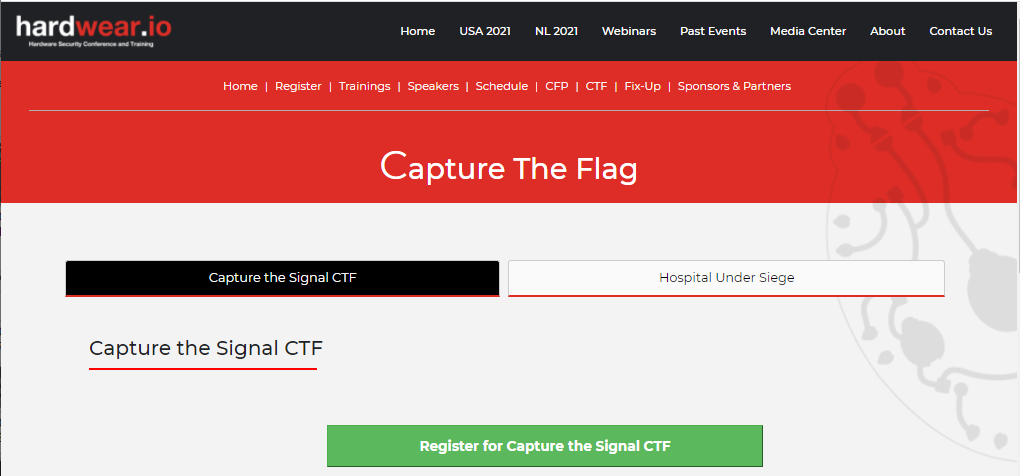 hardwear.io
Hardware Security Conference and Training
Home USA 2021 NL 2021 Webinars Past Events Media Center About Contact Us
Home | Register | Trainings | Speakers | Schedule | CFP | CTF | Fix-Up | Sponsors & Partners
Capture The Flag
Capture the Signal CTF Hospital Under Siege
Capture the Signal CTF
Register for Capture the Signal CTF